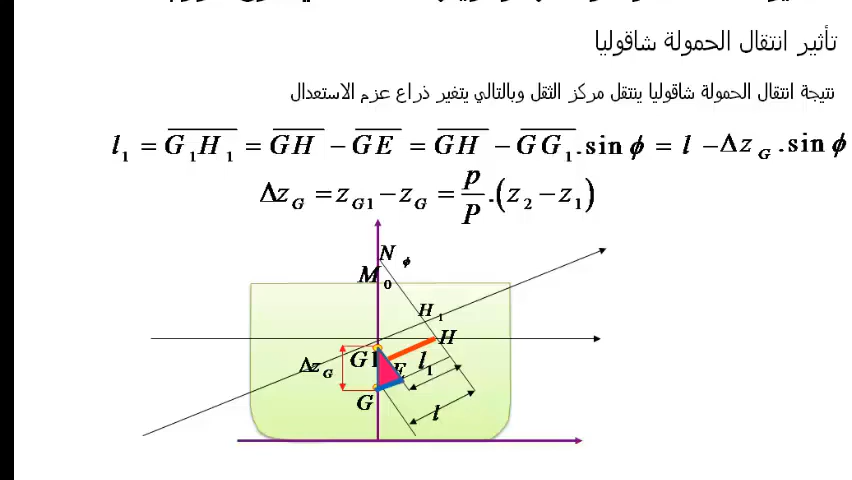 تأثير انتقال الحمولة شاقوليا
نتيجة انتقال الحمولة شاقوليا ينتقل مركز الثقل وبالتالي يتغير ذراع عزم الاستعدال
l₁ = G₁H₁ = GH − GE = GH − GG₁.sin ϕ = l − Δz_G .sin ϕ
Δz_G = z_G1 − z_G = p/P .(z₂ − z₁)
N ϕ
M₀
H₁
H
Δz_G
G1
E
l₁
G
l